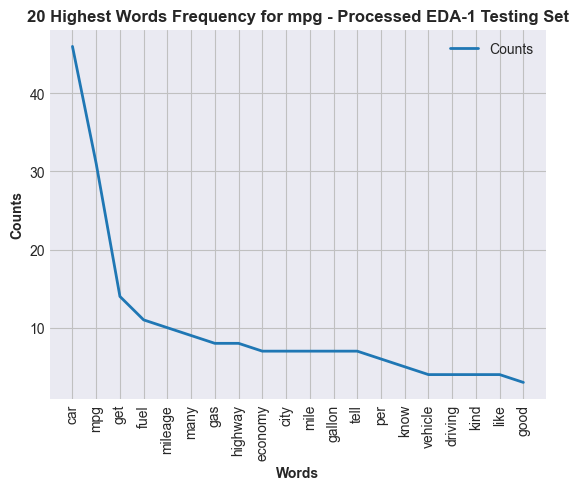 20 Highest Words Frequency for mpg - Processed EDA-1 Testing Set
Counts
40
30
20
10
Counts
car
mpg
get
fuel
mileage
many
gas
highway
economy
city
mile
gallon
tell
per
know
vehicle
driving
kind
like
good
Words